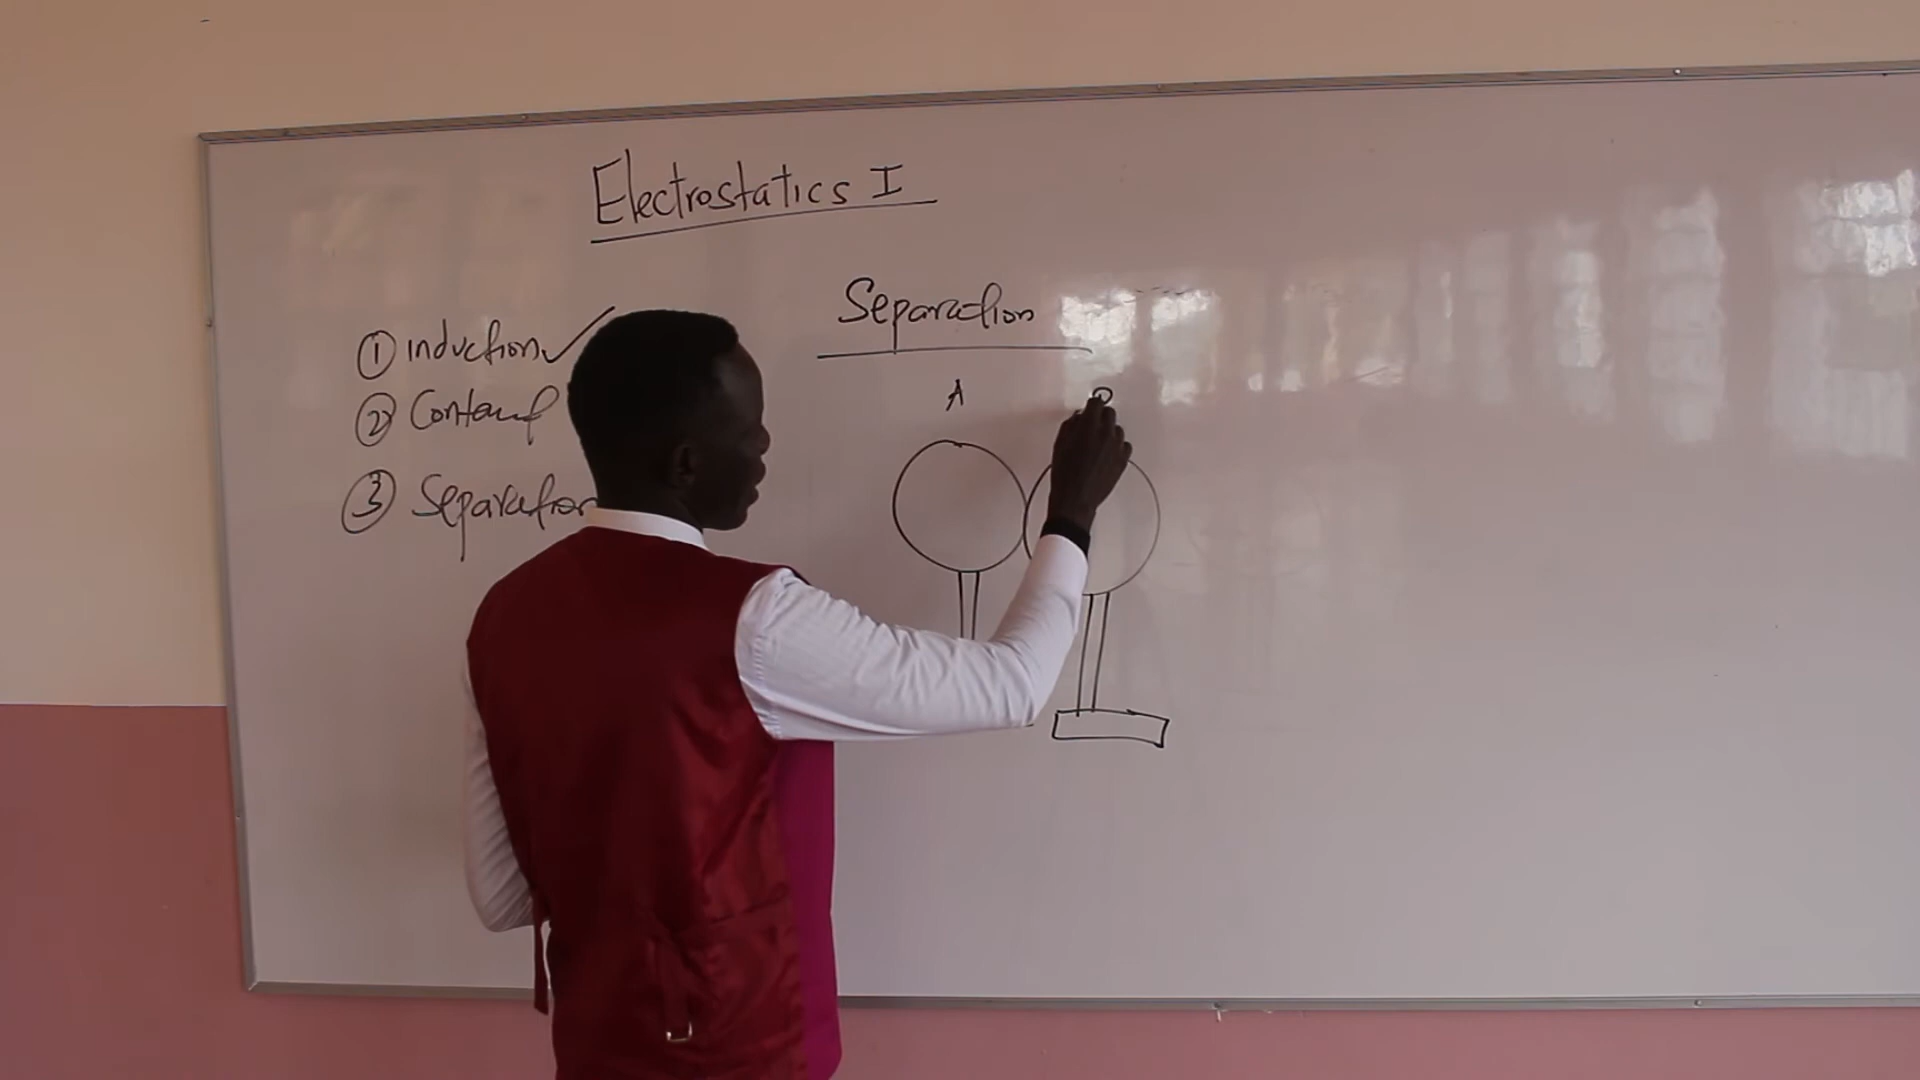 Electrostatics I
① Induction ✓
② Contact
③ Separation
Separation
A B